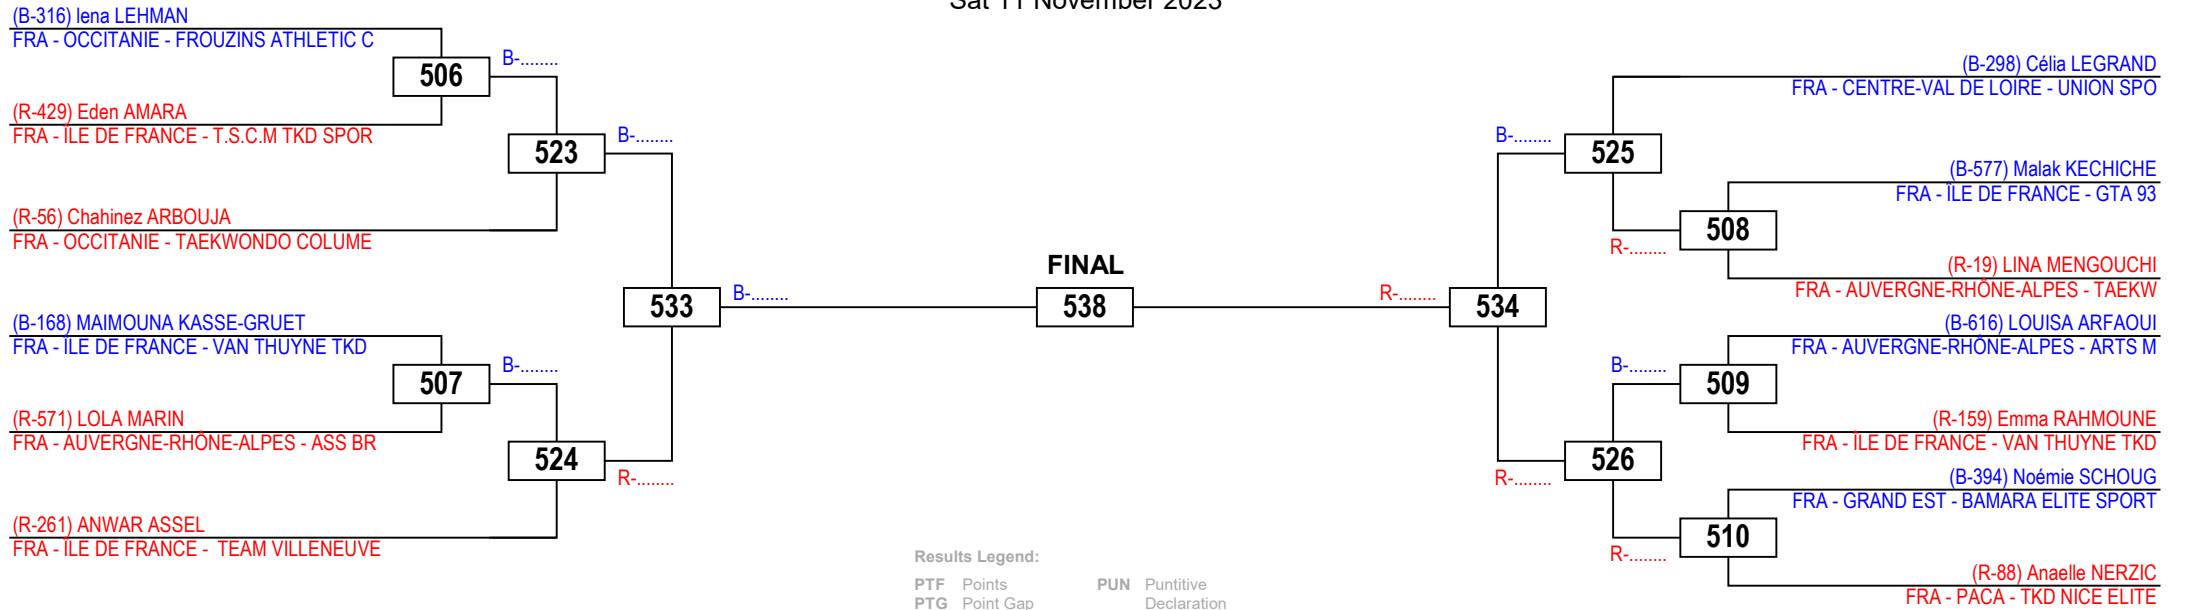 Sat 11 November 2023
(B-316) lena LEHMAN
FRA - OCCITANIE - FROUZINS ATHLETIC C
506
B-........
(R-429) Eden AMARA
FRA - ÎLE DE FRANCE - T.S.C.M TKD SPOR
523
B-........
(R-56) Chahinez ARBOUJA
FRA - OCCITANIE - TAEKWONDO COLUME
533
B-........
(B-168) MAIMOUNA KASSE-GRUET
FRA - ÎLE DE FRANCE - VAN THUYNE TKD
507
B-........
(R-571) LOLA MARIN
FRA - AUVERGNE-RHÔNE-ALPES - ASS BR
524
R-........
(R-261) ANWAR ASSEL
FRA - ÎLE DE FRANCE - TEAM VILLENEUVE
FINAL
538
(B-298) Célia LEGRAND
FRA - CENTRE-VAL DE LOIRE - UNION SPO
B-........
525
(B-577) Malak KECHICHE
FRA - ÎLE DE FRANCE - GTA 93
508
R-........
(R-19) LINA MENGOUCHI
FRA - AUVERGNE-RHÔNE-ALPES - TAEKW
R-........
534
(B-616) LOUISA ARFAOUI
FRA - AUVERGNE-RHÔNE-ALPES - ARTS M
B-........
509
(R-159) Emma RAHMOUNE
FRA - ÎLE DE FRANCE - VAN THUYNE TKD
R-........
526
(B-394) Noémie SCHOUG
FRA - GRAND EST - BAMARA ELITE SPORT
510
R-........
(R-88) Anaelle NERZIC
FRA - PACA - TKD NICE ELITE
Results Legend:
PTF Points PUN Puntitive
PTG Point Gap Declaration